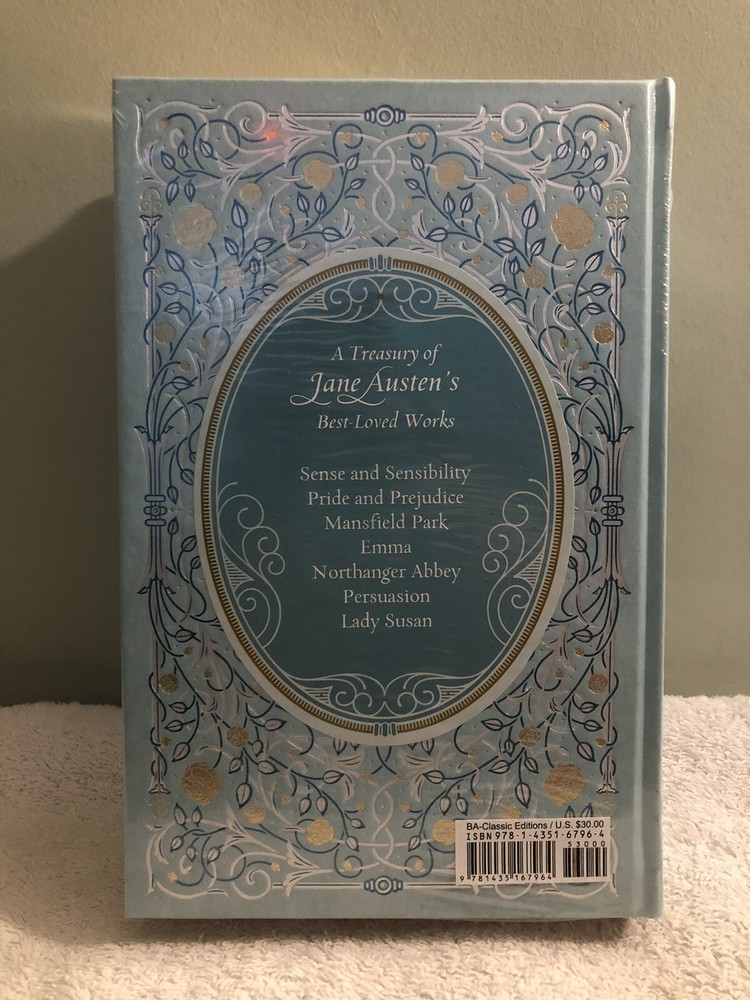 A Treasury of
Jane Austen's
Best-Loved Works
Sense and Sensibility
Pride and Prejudice
Mansfield Park
Emma
Northanger Abbey
Persuasion
Lady Susan
BA-Classic Editions / U.S. $30.00
ISBN 978-1-4351-6796-4
53000
9 781435 167964